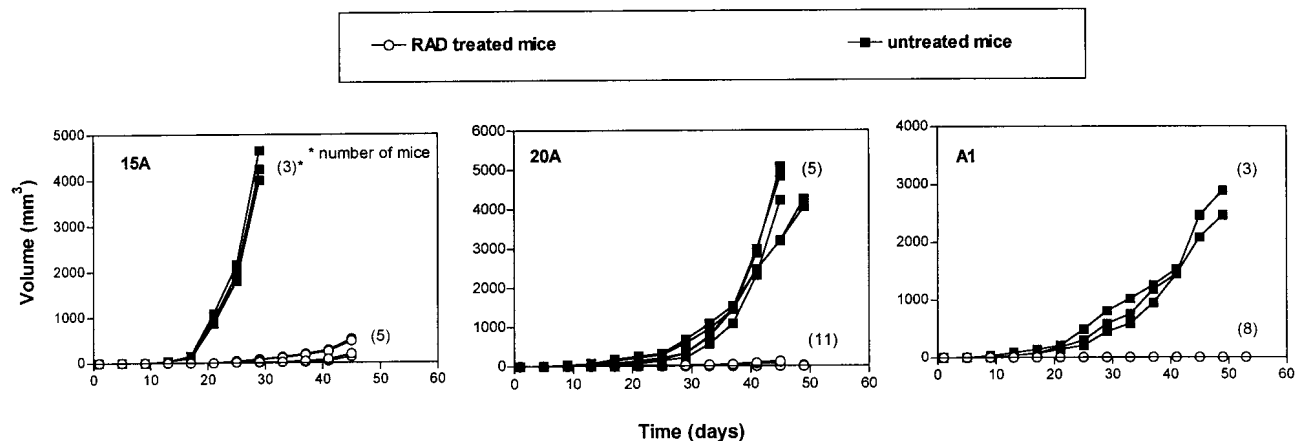 RAD treated mice
untreated mice
Volume (mm3)
15A
(3)*
* number of mice
(5)
5000
4000
3000
2000
1000
0
0 10 20 30 40 50 60
20A
(5)
(11)
6000
5000
4000
3000
2000
1000
0
0 10 20 30 40 50 60
A1
(3)
(8)
4000
3000
2000
1000
0
0 10 20 30 40 50 60
Time (days)